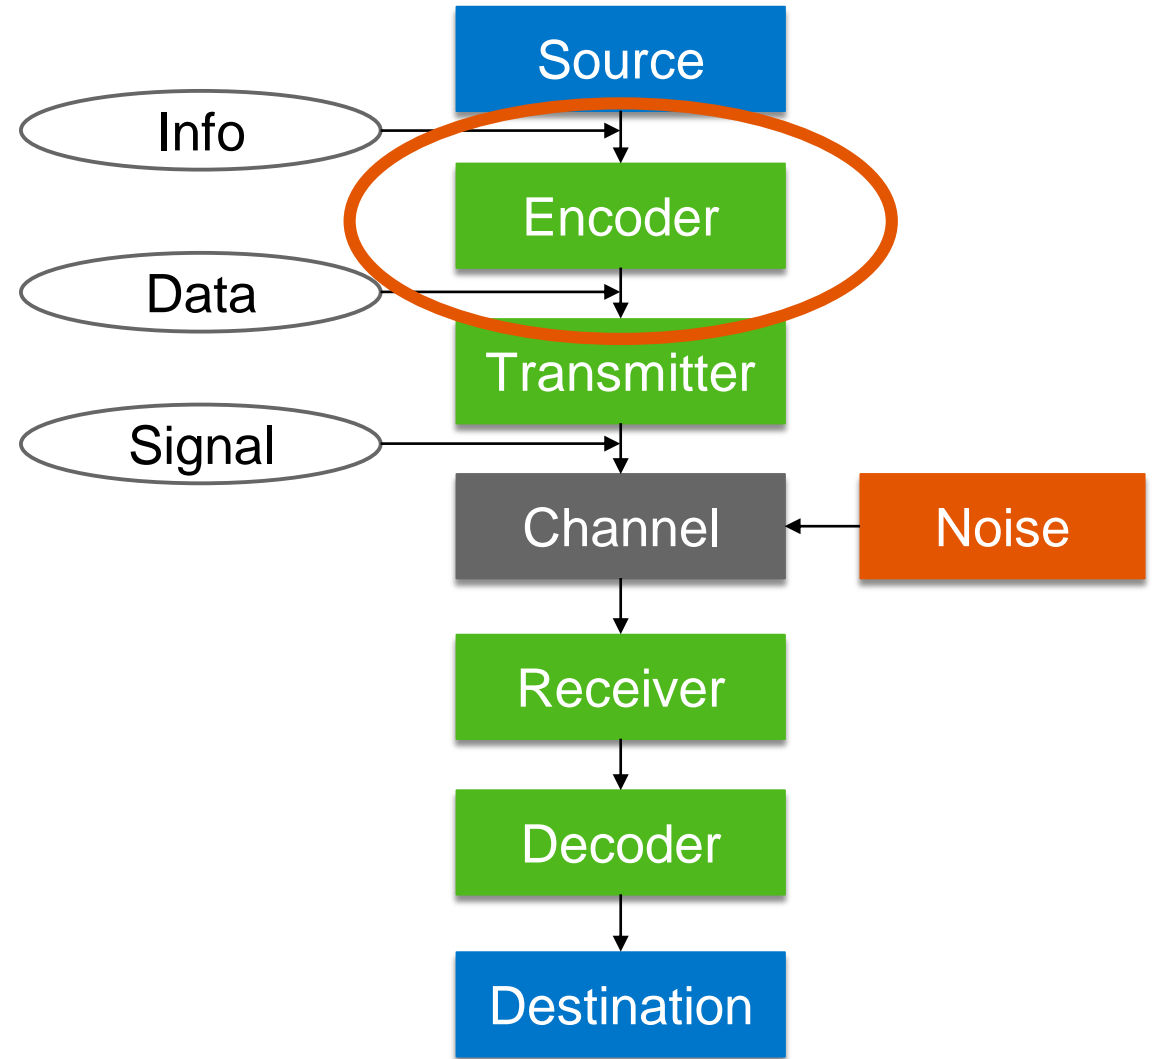 Source
Info
Encoder
Data
Transmitter
Signal
Channel
Noise
Receiver
Decoder
Destination